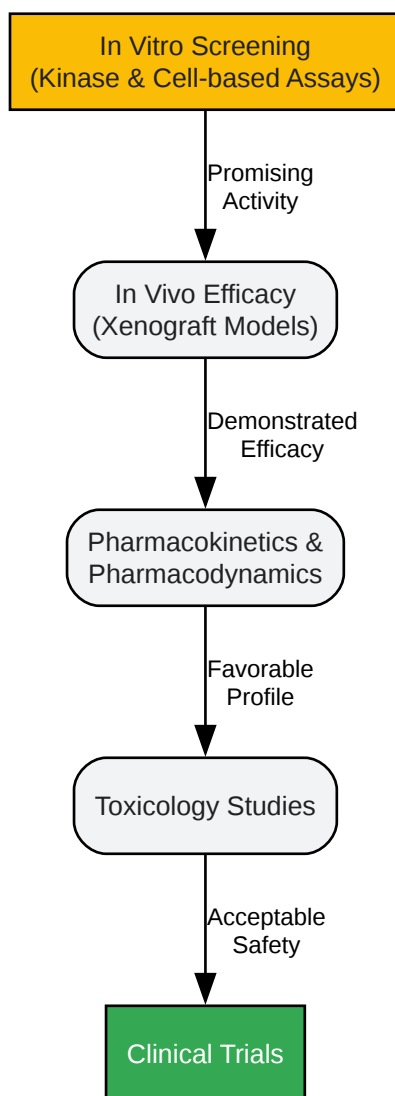 In Vitro Screening
(Kinase & Cell-based Assays)
Promising
Activity
In Vivo Efficacy
(Xenograft Models)
Demonstrated
Efficacy
Pharmacokinetics &
Pharmacodynamics
Favorable
Profile
Toxicology Studies
Acceptable
Safety
Clinical Trials